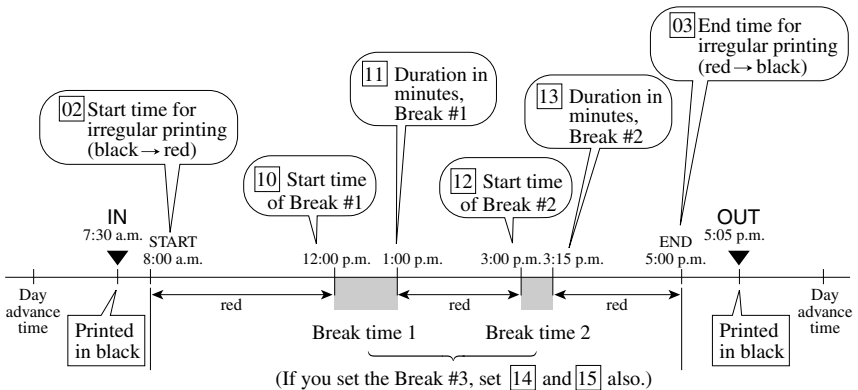 03 End time for
irregular printing
(red → black)
11 Duration in
minutes,
Break #1
13 Duration in
minutes,
Break #2
02 Start time for
irregular printing
(black → red)
10 Start time
of Break #1
12 Start time
of Break #2
IN
7:30 a.m.
START
8:00 a.m.
12:00 p.m.
1:00 p.m.
3:00 p.m.
3:15 p.m.
END
5:00 p.m.
OUT
5:05 p.m.
Day
advance
time
Printed
in black
red
red
red
Printed
in black
Day
advance
time
Break time 1
Break time 2
(If you set the Break #3, set 14 and 15 also.)